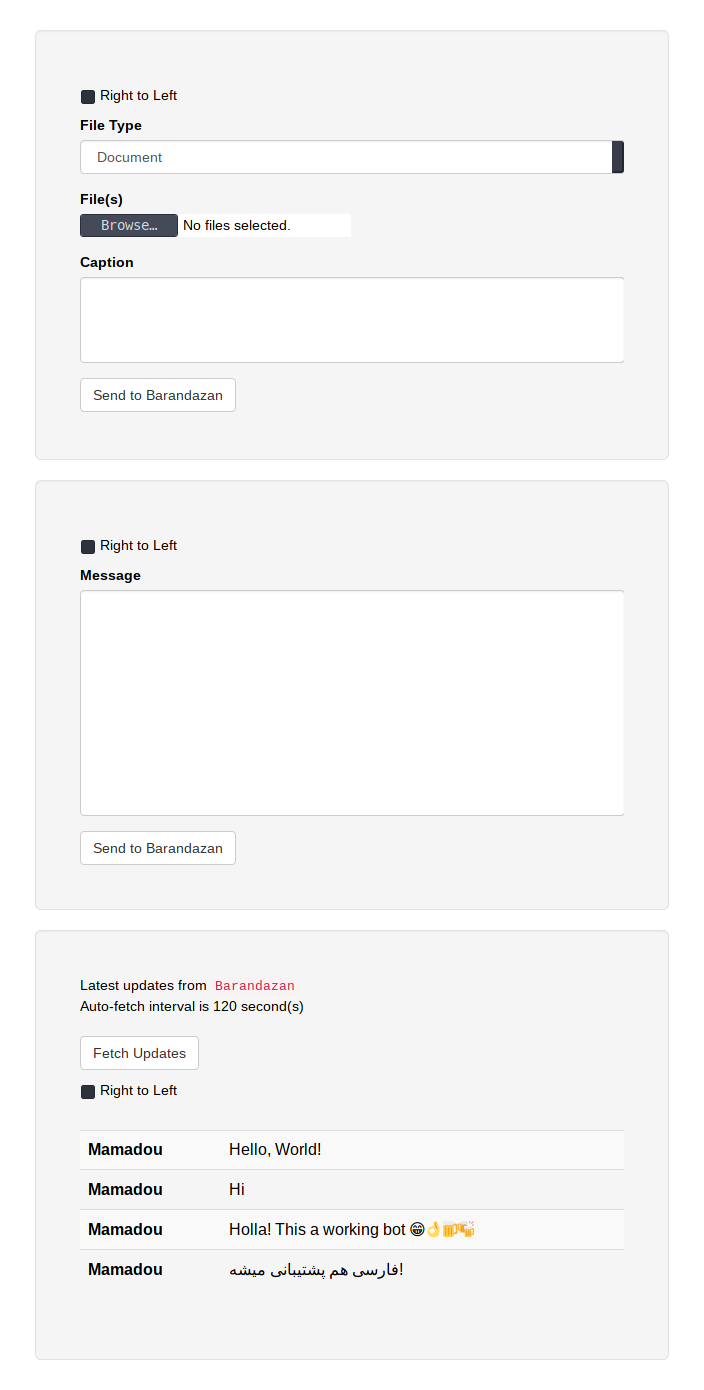 Right to Left
File Type
Document
File(s)
Browse… No files selected.
Caption
Send to Barandazan
Right to Left
Message
Send to Barandazan
Latest updates from Barandazan
Auto-fetch interval is 120 second(s)
Fetch Updates
Right to Left
Mamadou Hello, World!
Mamadou Hi
Mamadou Holla! This a working bot 😁👌🍺🍻
Mamadou فارسی هم پشتیبانی میشه!